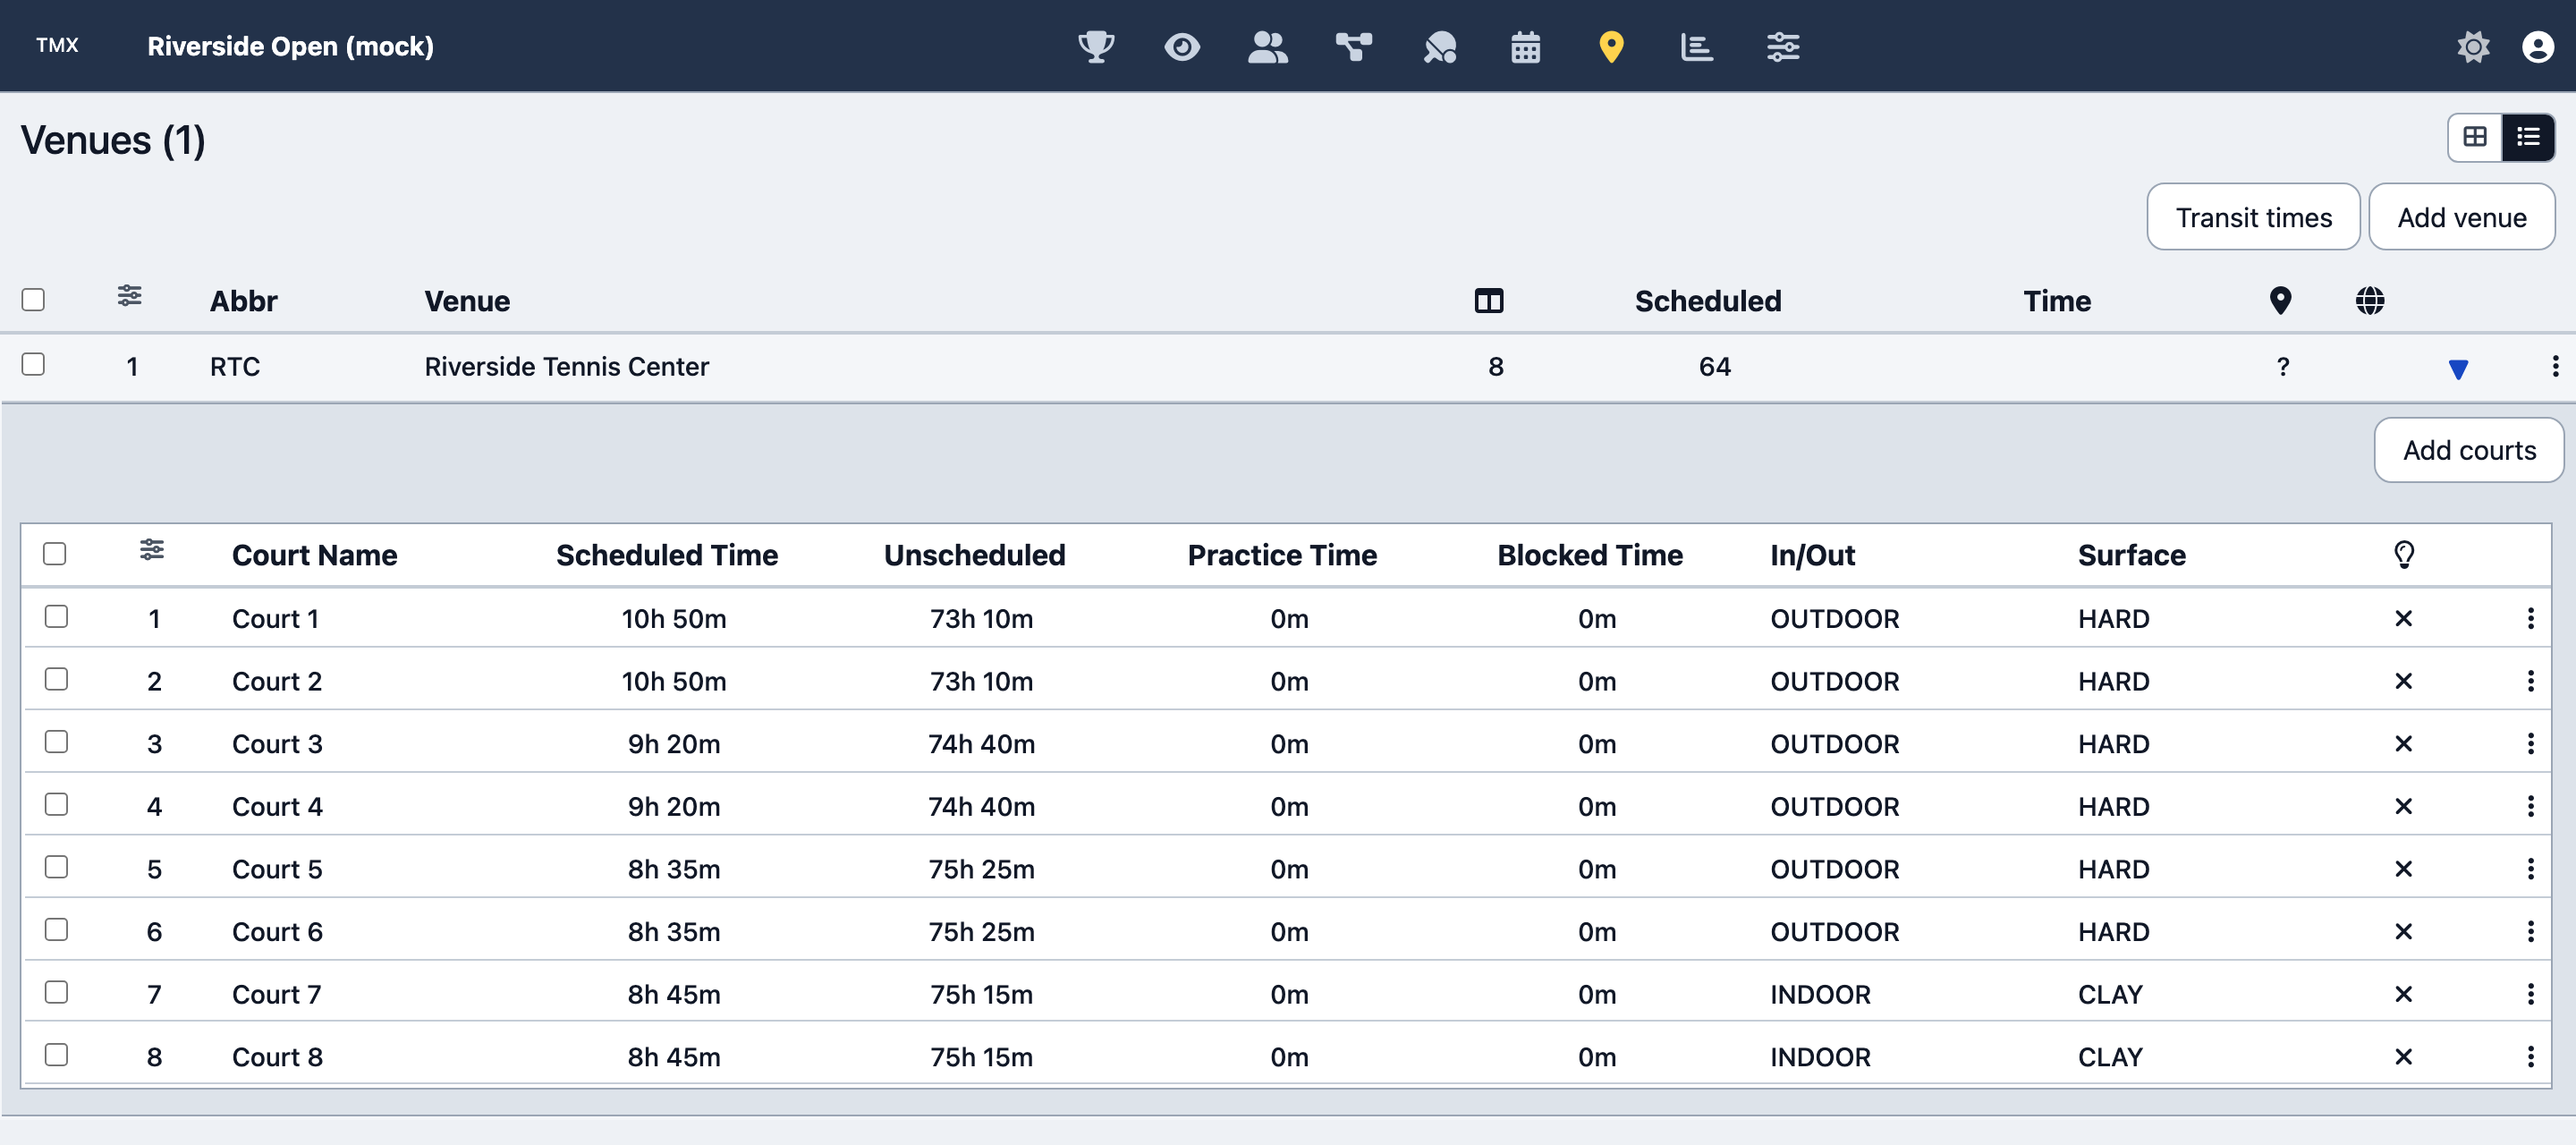 TMX Riverside Open (mock)
Venues (1)
Transit times Add venue
Abbr Venue Scheduled Time
1 RTC Riverside Tennis Center 8 64 ?
Add courts
Court Name Scheduled Time Unscheduled Practice Time Blocked Time In/Out Surface
1 Court 1 10h 50m 73h 10m 0m 0m OUTDOOR HARD
2 Court 2 10h 50m 73h 10m 0m 0m OUTDOOR HARD
3 Court 3 9h 20m 74h 40m 0m 0m OUTDOOR HARD
4 Court 4 9h 20m 74h 40m 0m 0m OUTDOOR HARD
5 Court 5 8h 35m 75h 25m 0m 0m OUTDOOR HARD
6 Court 6 8h 35m 75h 25m 0m 0m OUTDOOR HARD
7 Court 7 8h 45m 75h 15m 0m 0m INDOOR CLAY
8 Court 8 8h 45m 75h 15m 0m 0m INDOOR CLAY